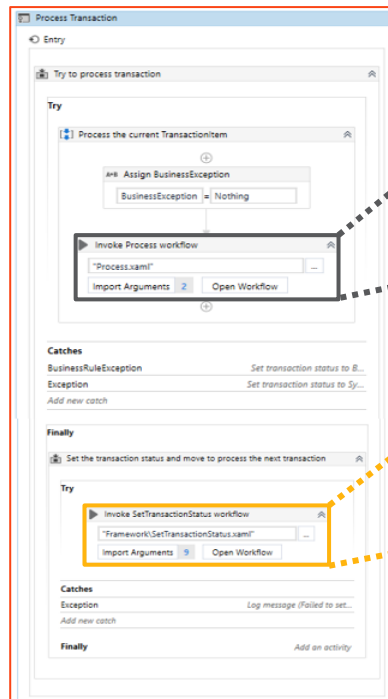 Process Transaction
Entry
Try to process transaction
Try
Process the current TransactionItem
A+B Assign BusinessException
BusinessException = Nothing
Invoke Process workflow
"Process.xaml" ...
Import Arguments 2 Open Workflow
Catches
BusinessRuleException Set transaction status to B...
Exception Set transaction status to Sy...
Add new catch
Finally
Set the transaction status and move to process the next transaction
Try
Invoke SetTransactionStatus workflow
"Framework\SetTransactionStatus.xaml" ...
Import Arguments 9 Open Workflow
Catches
Exception Log message (Failed to set...
Add new catch
Finally Add an activity